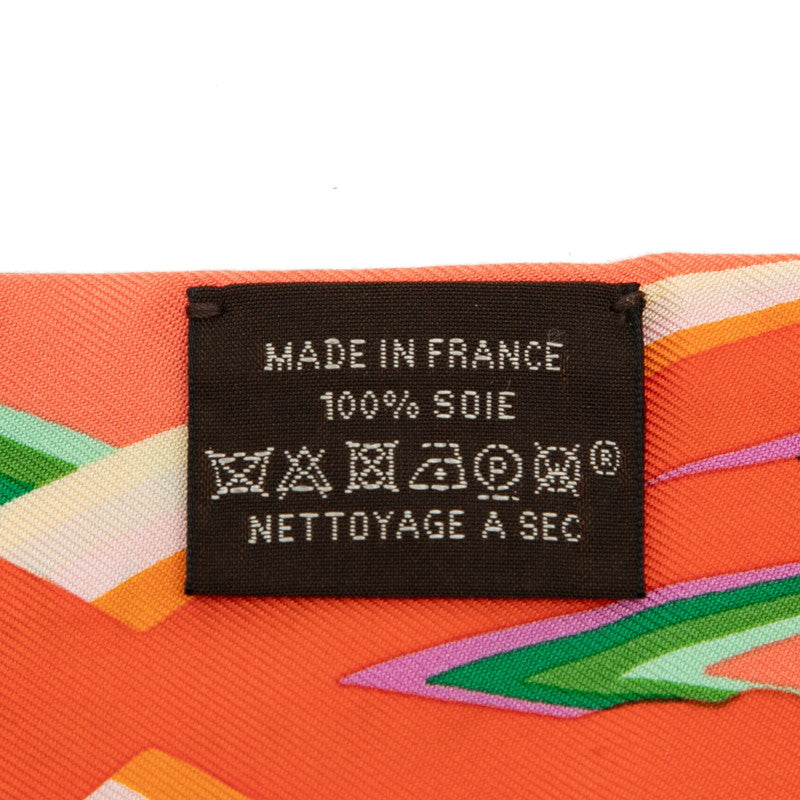 MADE IN FRANCE
100% SOIE
P W ®
NETTOYAGE A SEC